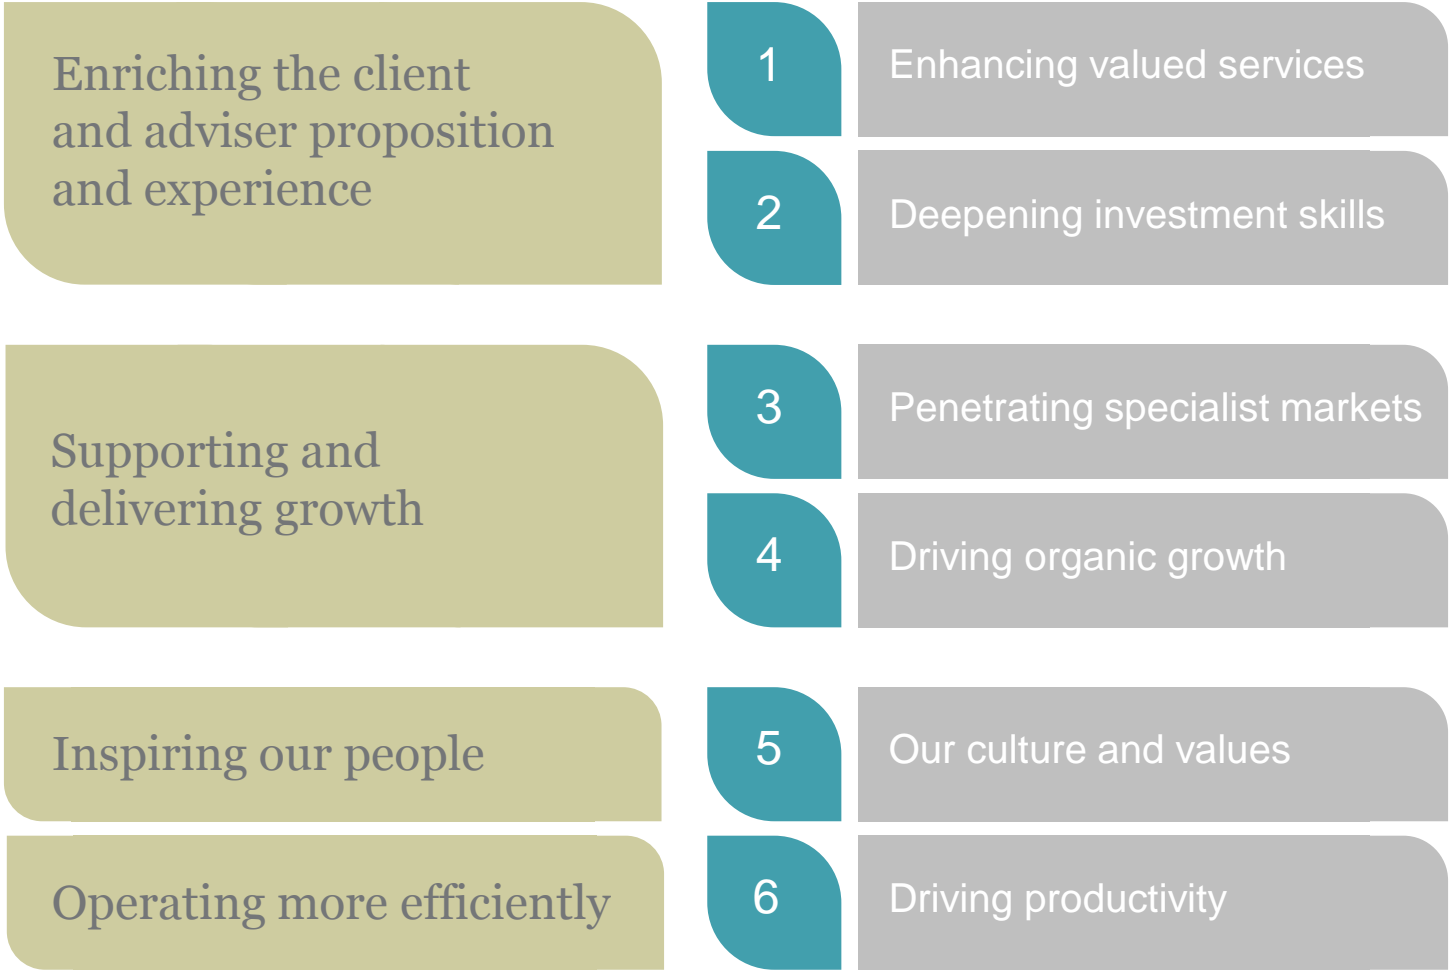 Enriching the client
and adviser proposition
and experience
1
Enhancing valued services
2
Deepening investment skills
Supporting and
delivering growth
3
Penetrating specialist markets
4
Driving organic growth
Inspiring our people
5
Our culture and values
Operating more efficiently
6
Driving productivity